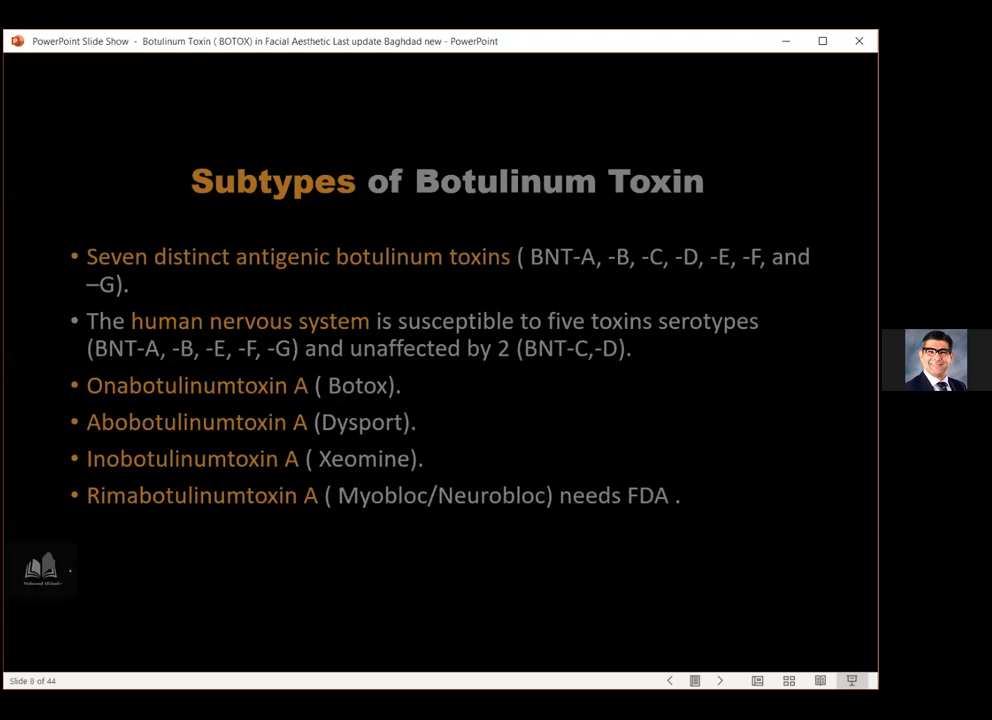 PowerPoint Slide Show - Botulinum Toxin ( BOTOX) in Facial Aesthetic Last update Baghdad new - PowerPoint
Subtypes of Botulinum Toxin
• Seven distinct antigenic botulinum toxins ( BNT-A, -B, -C, -D, -E, -F, and
–G).
• The human nervous system is susceptible to five toxins serotypes
(BNT-A, -B, -E, -F, -G) and unaffected by 2 (BNT-C,-D).
• Onabotulinumtoxin A ( Botox).
• Abobotulinumtoxin A (Dysport).
• Inobotulinumtoxin A ( Xeomine).
• Rimabotulinumtoxin A ( Myobloc/Neurobloc) needs FDA .
Slide 8 of 44